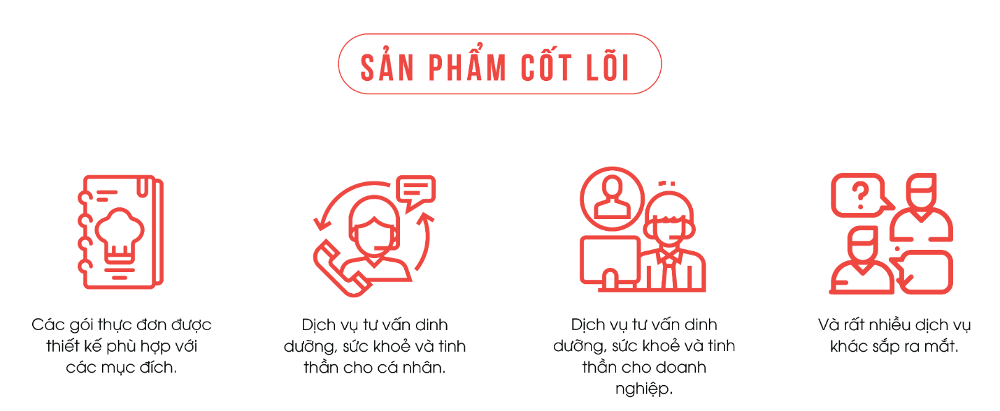 SẢN PHẨM CỐT LÕI
Các gói thực đơn được
thiết kế phù hợp với
các mục đích.
Dịch vụ tư vấn dinh
dưỡng, sức khoẻ và tinh
thần cho cá nhân.
Dịch vụ tư vấn dinh
dưỡng, sức khoẻ và tinh
thần cho doanh
nghiệp.
Và rất nhiều dịch vụ
khác sắp ra mắt.
?